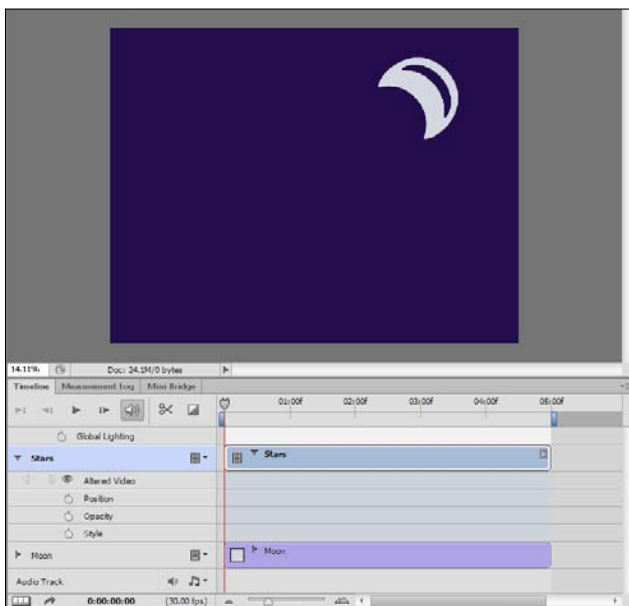 14.11% Doc: 24.1M/0 bytes
Timeline Measurement Log Mini Bridge
01:00f 02:00f 03:00f 04:00f 05:00f
Global Lighting
Stars Stars
Altered Video
Position
Opacity
Style
Moon Moon
Audio Track
0:00:00:00 (30.00 fps)